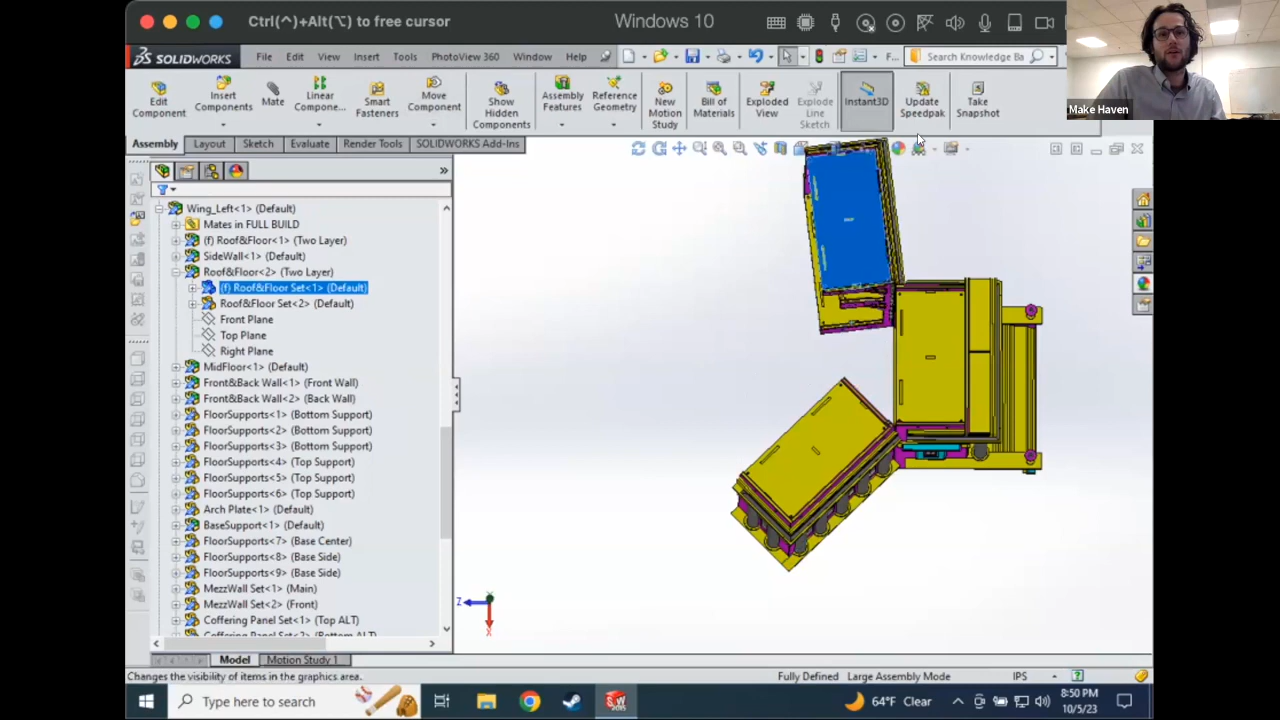 Ctrl(^)+Alt(⌥) to free cursor
Windows 10
SOLIDWORKS
File Edit View Insert Tools PhotoView 360 Window Help
F...
Search Knowledge Ba
Make Haven
Edit Component
Insert Components
Mate
Linear Compone...
Smart Fasteners
Move Component
Show Hidden Components
Assembly Features
Reference Geometry
New Motion Study
Bill of Materials
Exploded View
Explode Line Sketch
Instant3D
Update Speedpak
Take Snapshot
Assembly Layout Sketch Evaluate Render Tools SOLIDWORKS Add-Ins
Wing_Left<1> (Default)
Mates in FULL BUILD
(f) Roof&Floor<1> (Two Layer)
SideWall<1> (Default)
Roof&Floor<2> (Two Layer)
(f) Roof&Floor Set<1> (Default)
Roof&Floor Set<2> (Default)
Front Plane
Top Plane
Right Plane
MidFloor<1> (Default)
Front&Back Wall<1> (Front Wall)
Front&Back Wall<2> (Back Wall)
FloorSupports<1> (Bottom Support)
FloorSupports<2> (Bottom Support)
FloorSupports<3> (Bottom Support)
FloorSupports<4> (Top Support)
FloorSupports<5> (Top Support)
FloorSupports<6> (Top Support)
Arch Plate<1> (Default)
BaseSupport<1> (Default)
FloorSupports<7> (Base Center)
FloorSupports<8> (Base Side)
FloorSupports<9> (Base Side)
MezzWall Set<1> (Main)
MezzWall Set<2> (Front)
Coffering Panel Set<1> (Top ALT)
Coffering Panel Set<2> (Bottom ALT)
Z
X
Model Motion Study 1
Changes the visibility of items in the graphics area.
Fully Defined Large Assembly Mode IPS
Type here to search
64°F Clear
8:50 PM
10/5/23